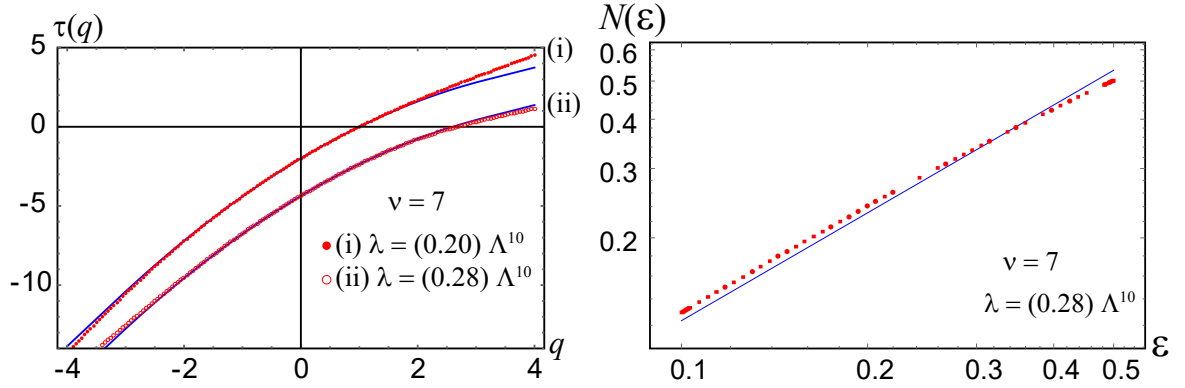 τ(q)
5
0
-5
-10
-4 -2 0 2 4 q
(i)
(ii)
ν = 7
(i) λ = (0.20) Λ¹⁰
(ii) λ = (0.28) Λ¹⁰
N(ε)
0.6
0.5
0.4
0.3
0.2
0.1 0.2 0.3 0.4 0.5 ε
ν = 7
λ = (0.28) Λ¹⁰